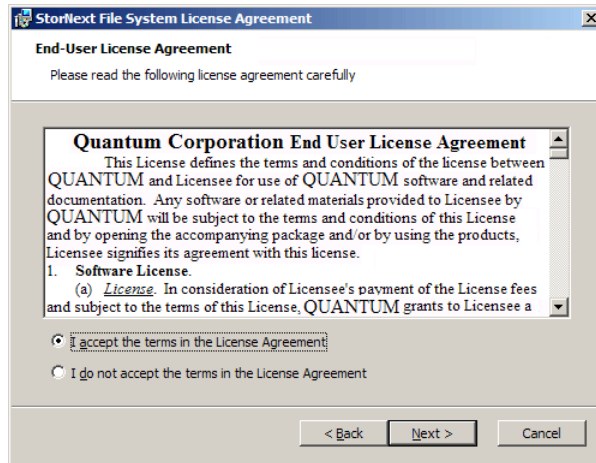 StorNext File System License Agreement
End-User License Agreement
Please read the following license agreement carefully
Quantum Corporation End User License Agreement
This License defines the terms and conditions of the license between
QUANTUM and Licensee for use of QUANTUM software and related
documentation. Any software or related materials provided to Licensee by
QUANTUM will be subject to the terms and conditions of this License
and by opening the accompanying package and/or by using the products,
Licensee signifies its agreement with this license.
1. Software License.
(a) License. In consideration of Licensee's payment of the License fees
and subject to the terms of this License, QUANTUM grants to Licensee a
I accept the terms in the License Agreement
I do not accept the terms in the License Agreement
< Back Next > Cancel